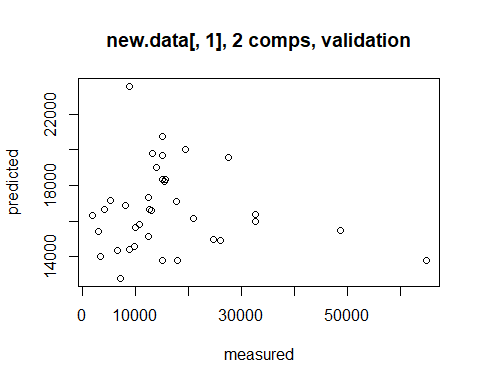 new.data[, 1], 2 comps, validation
predicted
22000
18000
14000
0
10000
30000
50000
measured